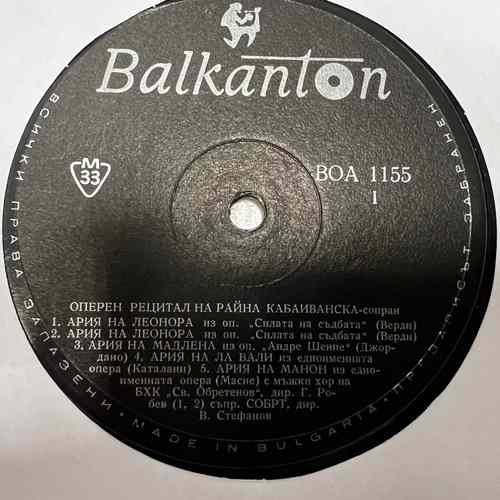 Balkanton
M
33
ВОА 1155
I
ОПЕРЕН РЕЦИТАЛ НА РАЙНА КАБАИВАНСКА-сопран
1. АРИЯ НА ЛЕОНОРА из оп. „Силата на съдбата“ (Верди)
2. АРИЯ НА ЛЕОНОРА из оп. „Силата на съдбата“ (Верди)
3. АРИЯ НА МАДЛЕНА из оп. „Андре Шение“ (Джор-
дано) 4. АРИЯ НА ЛА ВАЛИ из едноименната
опера (Каталани) 5. АРИЯ НА МАНОН из едно-
именната опера (Масне) с мъжки хор на
БХК „Св. Обретенов“, дир. Г. Ро-
бев (1, 2) съпр. СОБРТ, дир.
В. Стефанов
ВСИЧКИ ПРАВА ЗАПАЗЕНИ • MADE IN BULGARIA • ПРЕЗАПИСЪТ ЗАБРАНЕН